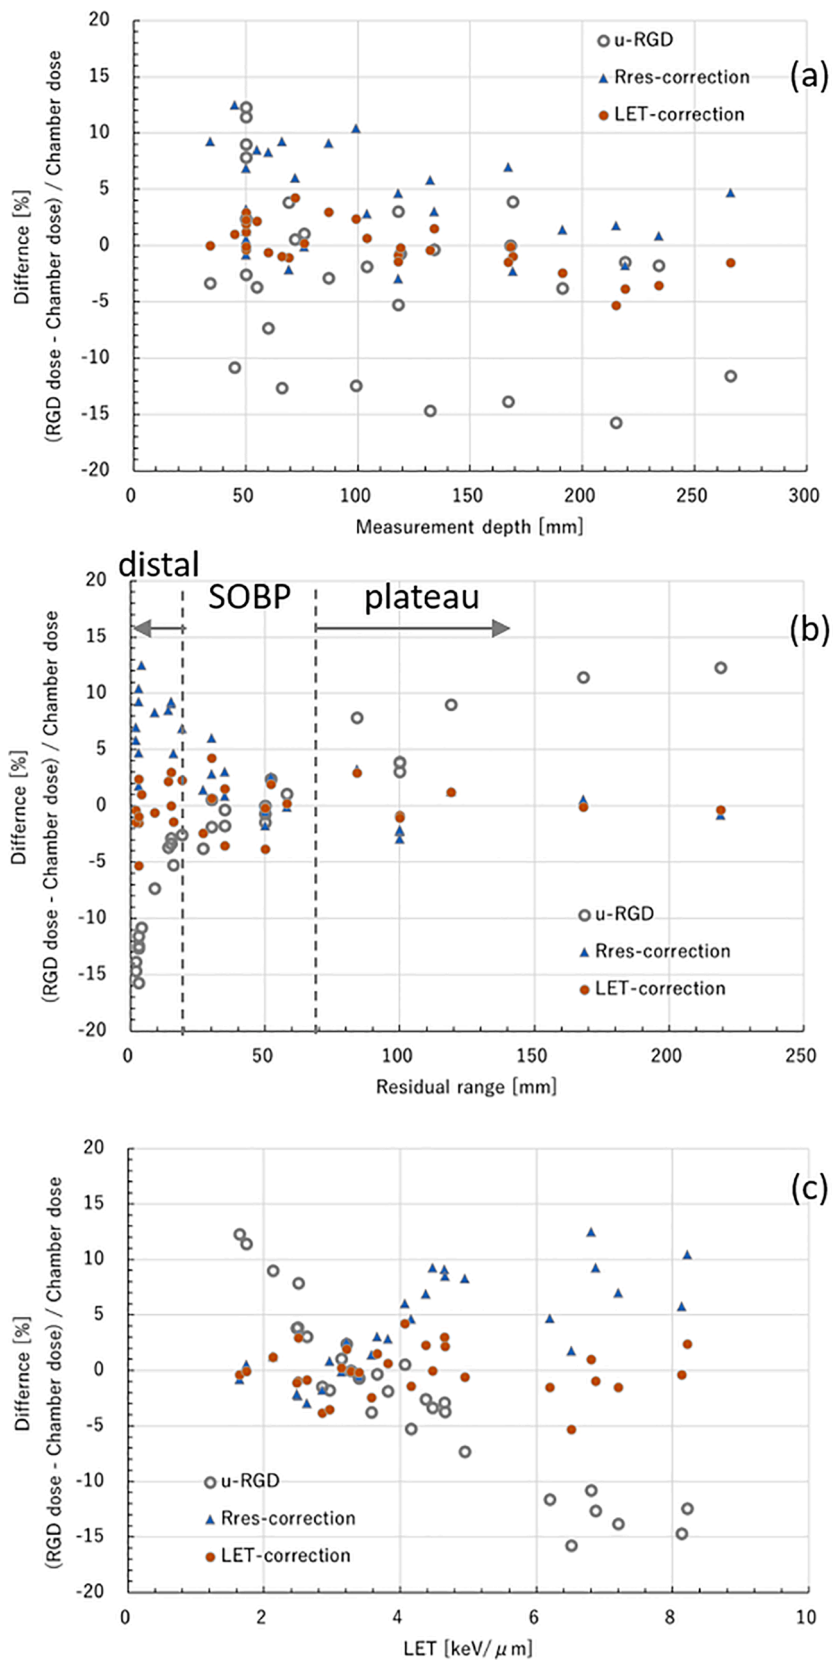 20
15
10
5
0
-5
-10
-15
-20
Differnce [%]
(RGD dose - Chamber dose) / Chamber dose
u-RGD
Rres-correction
LET-correction
(a)
0 50 100 150 200 250 300
Measurement depth [mm]
distal
SOBP
plateau
(b)
20
15
10
5
0
-5
-10
-15
-20
Differnce [%]
(RGD dose - Chamber dose) / Chamber dose
u-RGD
Rres-correction
LET-correction
0 50 100 150 200 250
Residual range [mm]
20
15
10
5
0
-5
-10
-15
-20
Differnce [%]
(RGD dose - Chamber dose) / Chamber dose
(c)
u-RGD
Rres-correction
LET-correction
0 2 4 6 8 10
LET [keV/μm]